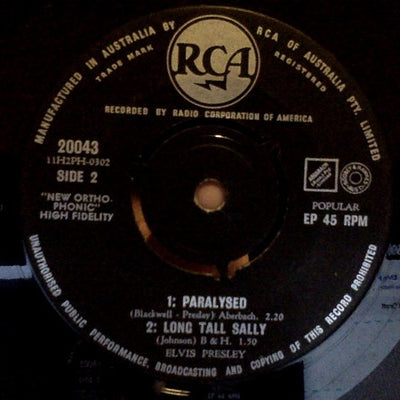 MANUFACTURED IN AUSTRALIA BY RCA OF AUSTRALIA PTY. LIMITED
TRADE MARK
REGISTERED
RCA
RECORDED BY RADIO CORPORATION OF AMERICA
20043
11H2PH-0302
SIDE 2
"NEW ORTHO-
PHONIC"
HIGH FIDELITY
POPULAR
EP 45 RPM
1: PARALYSED
(Blackwell - Presley) Aberbach. 2.20
2: LONG TALL SALLY
(Johnson) B & H. 1.50
ELVIS PRESLEY
UNAUTHORISED PUBLIC PERFORMANCE, BROADCASTING AND COPYING OF THIS RECORD PROHIBITED